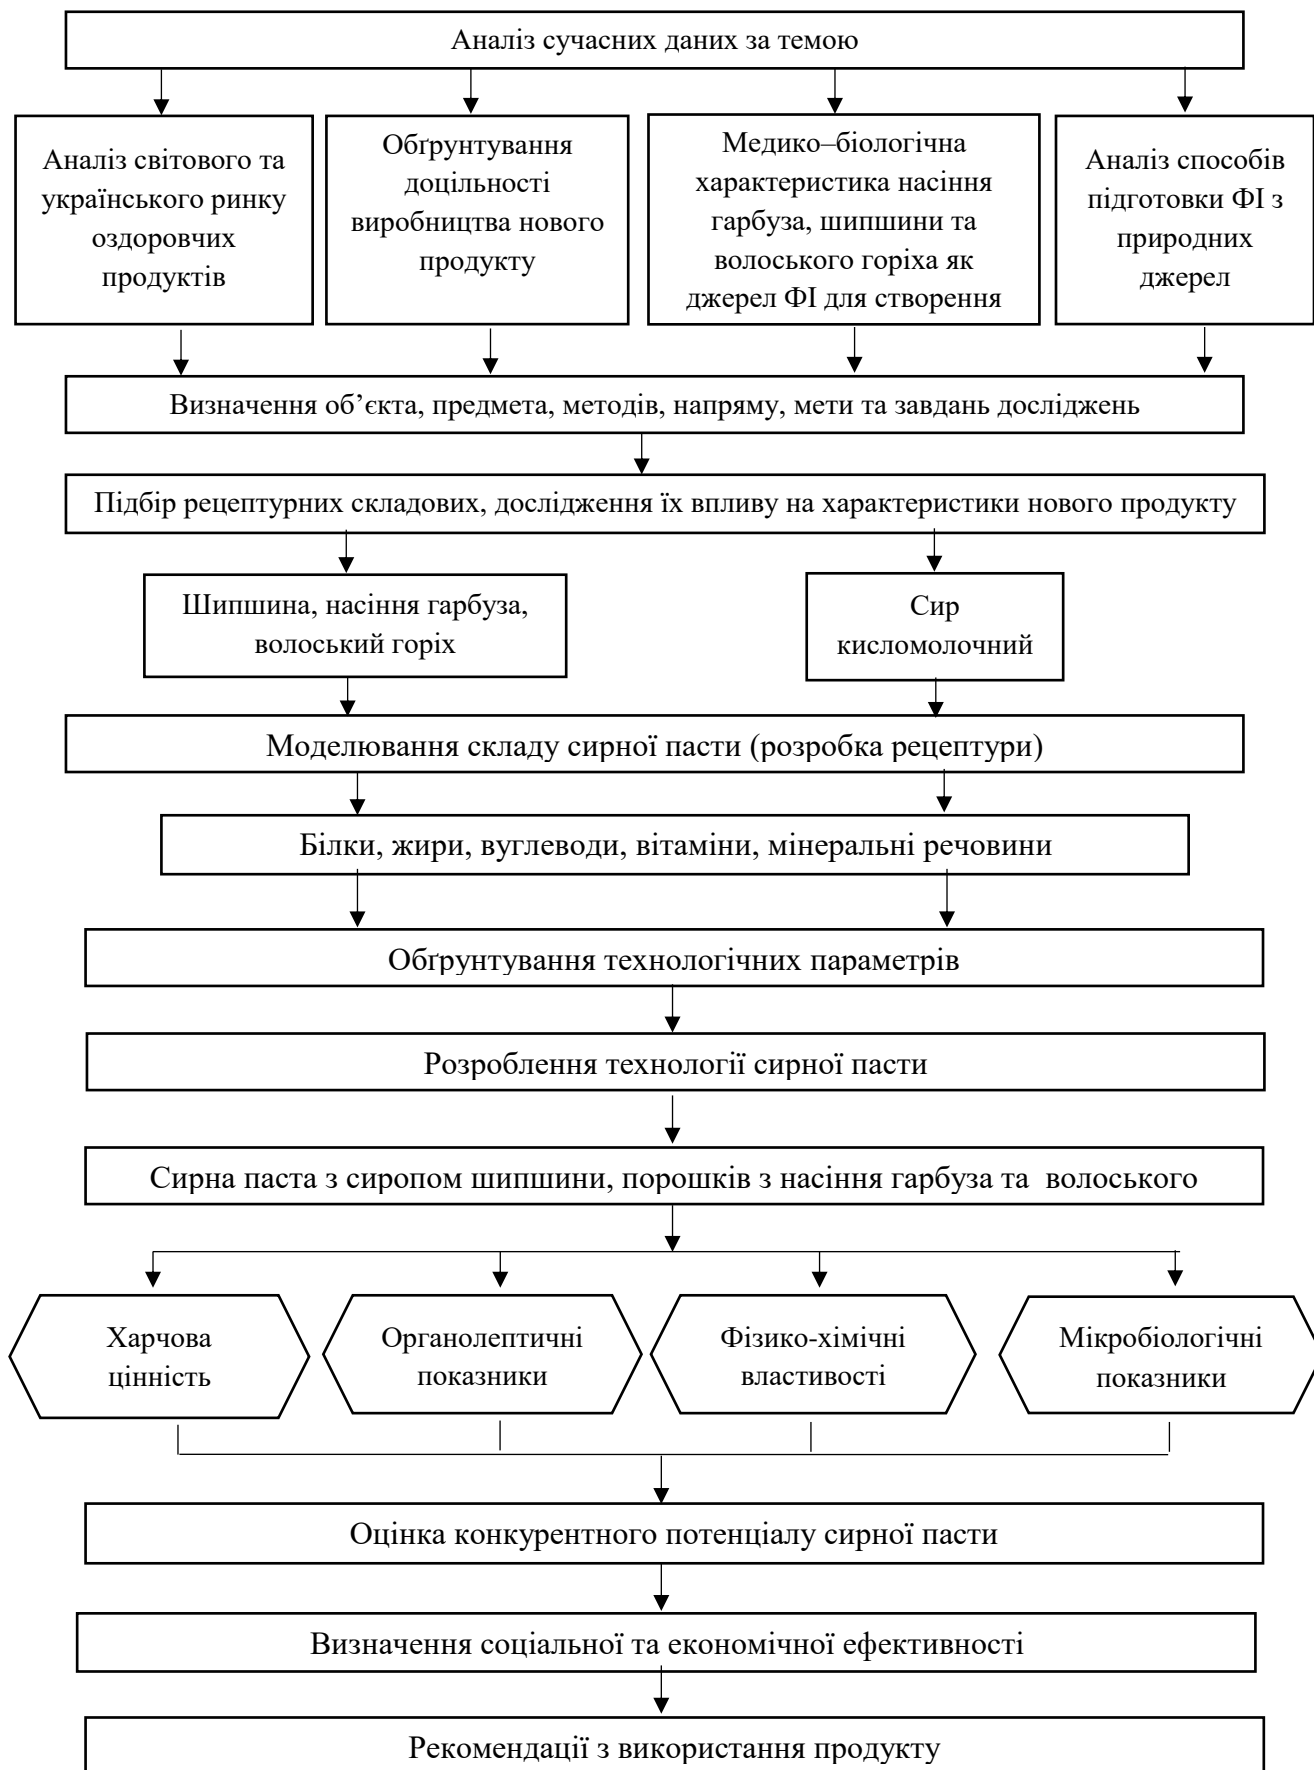 Аналіз сучасних даних за темою
Аналіз світового та
українського ринку
оздоровчих
продуктів
Обґрунтування
доцільності
виробництва нового
продукту
Медико–біологічна
характеристика насіння
гарбуза, шипшини та
волоського горіха як
джерел ФІ для створення
Аналіз способів
підготовки ФІ з
природних
джерел
Визначення об’єкта, предмета, методів, напряму, мети та завдань досліджень
Підбір рецептурних складових, дослідження їх впливу на характеристики нового продукту
Шипшина, насіння гарбуза,
волоський горіх
Сир
кисломолочний
Моделювання складу сирної пасти (розробка рецептури)
Білки, жири, вуглеводи, вітаміни, мінеральні речовини
Обґрунтування технологічних параметрів
Розроблення технології сирної пасти
Сирна паста з сиропом шипшини, порошків з насіння гарбуза та волоського
Харчова
цінність
Органолептичні
показники
Фізико-хімічні
властивості
Мікробіологічні
показники
Оцінка конкурентного потенціалу сирної пасти
Визначення соціальної та економічної ефективності
Рекомендації з використання продукту